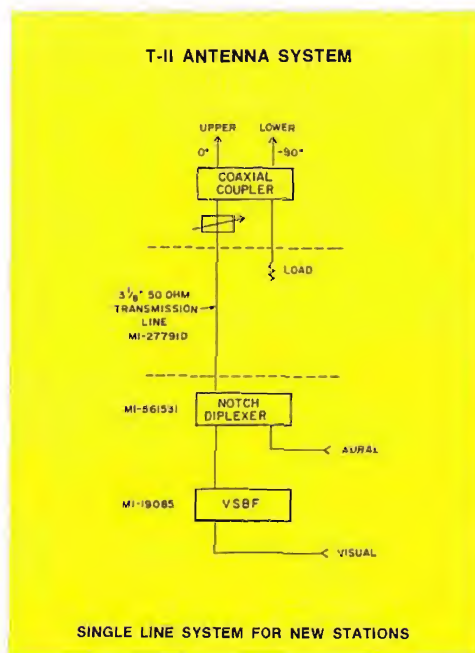 T-II ANTENNA SYSTEM
UPPER LOWER
0° -90°
COAXIAL
COUPLER
LOAD
3 1/8" 50 OHM
TRANSMISSION
LINE
MI-27791D
MI-561531
NOTCH
DIPLEXER
AURAL
MI-19085
VSBF
VISUAL
SINGLE LINE SYSTEM FOR NEW STATIONS